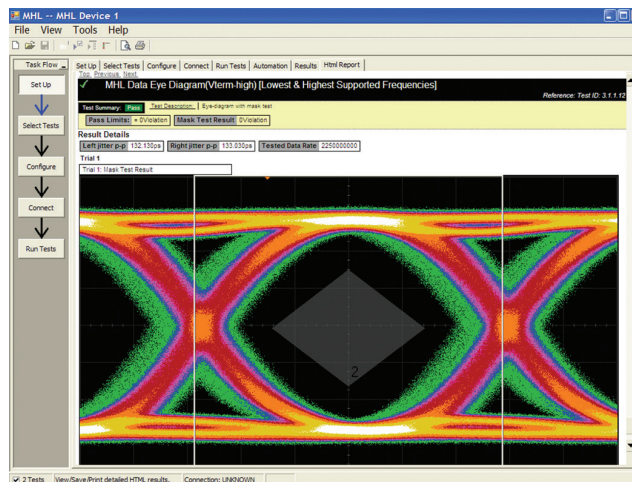 MHL -- MHL Device 1
File View Tools Help
Task Flow
Set Up
Select Tests
Configure
Connect
Run Tests
Set Up Select Tests Configure Connect Run Tests Automation Results Html Report
Top Previous Next
MHL Data Eye Diagram(Vterm-high) [Lowest & Highest Supported Frequencies]
Reference: Test ID: 3.1.1.12
Test Summary: Pass Test Description: Eye-diagram with mask test
Pass Limits: = 0Violation Mask Test Result 0Violation
Result Details
Left jitter p-p 132.130ps Right jitter p-p 133.030ps Tested Data Rate 2250000000
Trial 1
Trial 1: Mask Test Result
2
2 Tests View/Save/Print detailed HTML results. Connection: UNKNOWN